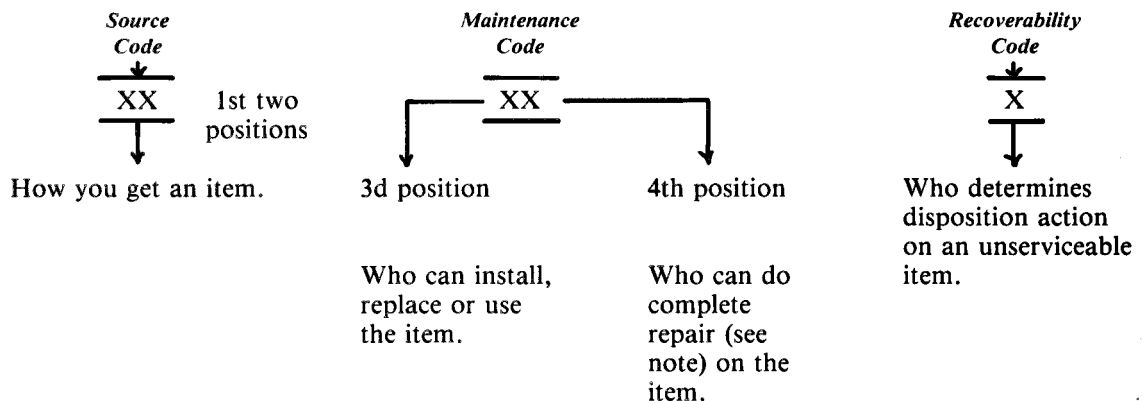 Source
Code
XX
1st two
positions
How you get an item.
Maintenance
Code
XX
3d position
4th position
Who can install,
replace or use
the item.
Who can do
complete
repair (see
note) on the
item.
Recoverability
Code
X
Who determines
disposition action
on an unserviceable
item.